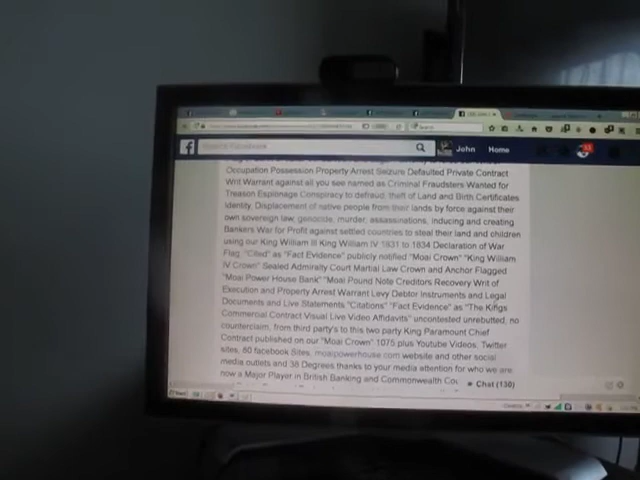 f
John Home
Occupation Possession Property Arrest Seizure Defaulted Private Contract
Writ Warrant against all you see named as Criminal Fraudsters Wanted for
Treason Espionage Conspiracy to defraud, theft of Land and Birth Certificates
identity, Displacement of native people from their lands by force against their
own sovereign law, genocide, murder, assassinations, inducing and creating
Bankers War for Profit against settled countries to steal their land and children
using our King William III King William IV 1831 to 1834 Declaration of War
Flag "Cited" as "Fact Evidence" publicly notified "Moai Crown" "King William
IV Crown" Sealed Admiralty Court Martial Law Crown and Anchor Flagged
"Moai Power House Bank" "Moai Pound Note Creditors Recovery Writ of
Execution and Property Arrest Warrant Levy Debtor Instruments and Legal
Documents and Live Statements "Citations" "Fact Evidence" as "The Kings
Commercial Contract Visual Live Video Affidavits" uncontested unrebutted, no
counterclaim, from third party's to this two party King Paramount Chief
Contract published on our "Moai Crown" 1075 plus Youtube Videos, Twitter
sites, 80 facebook Sites, moaipowerhouse.com website and other social
media outlets and 38 Degrees thanks to your media attention for who we are
now a Major Player in British Banking and Commonwealth
Chat (130)